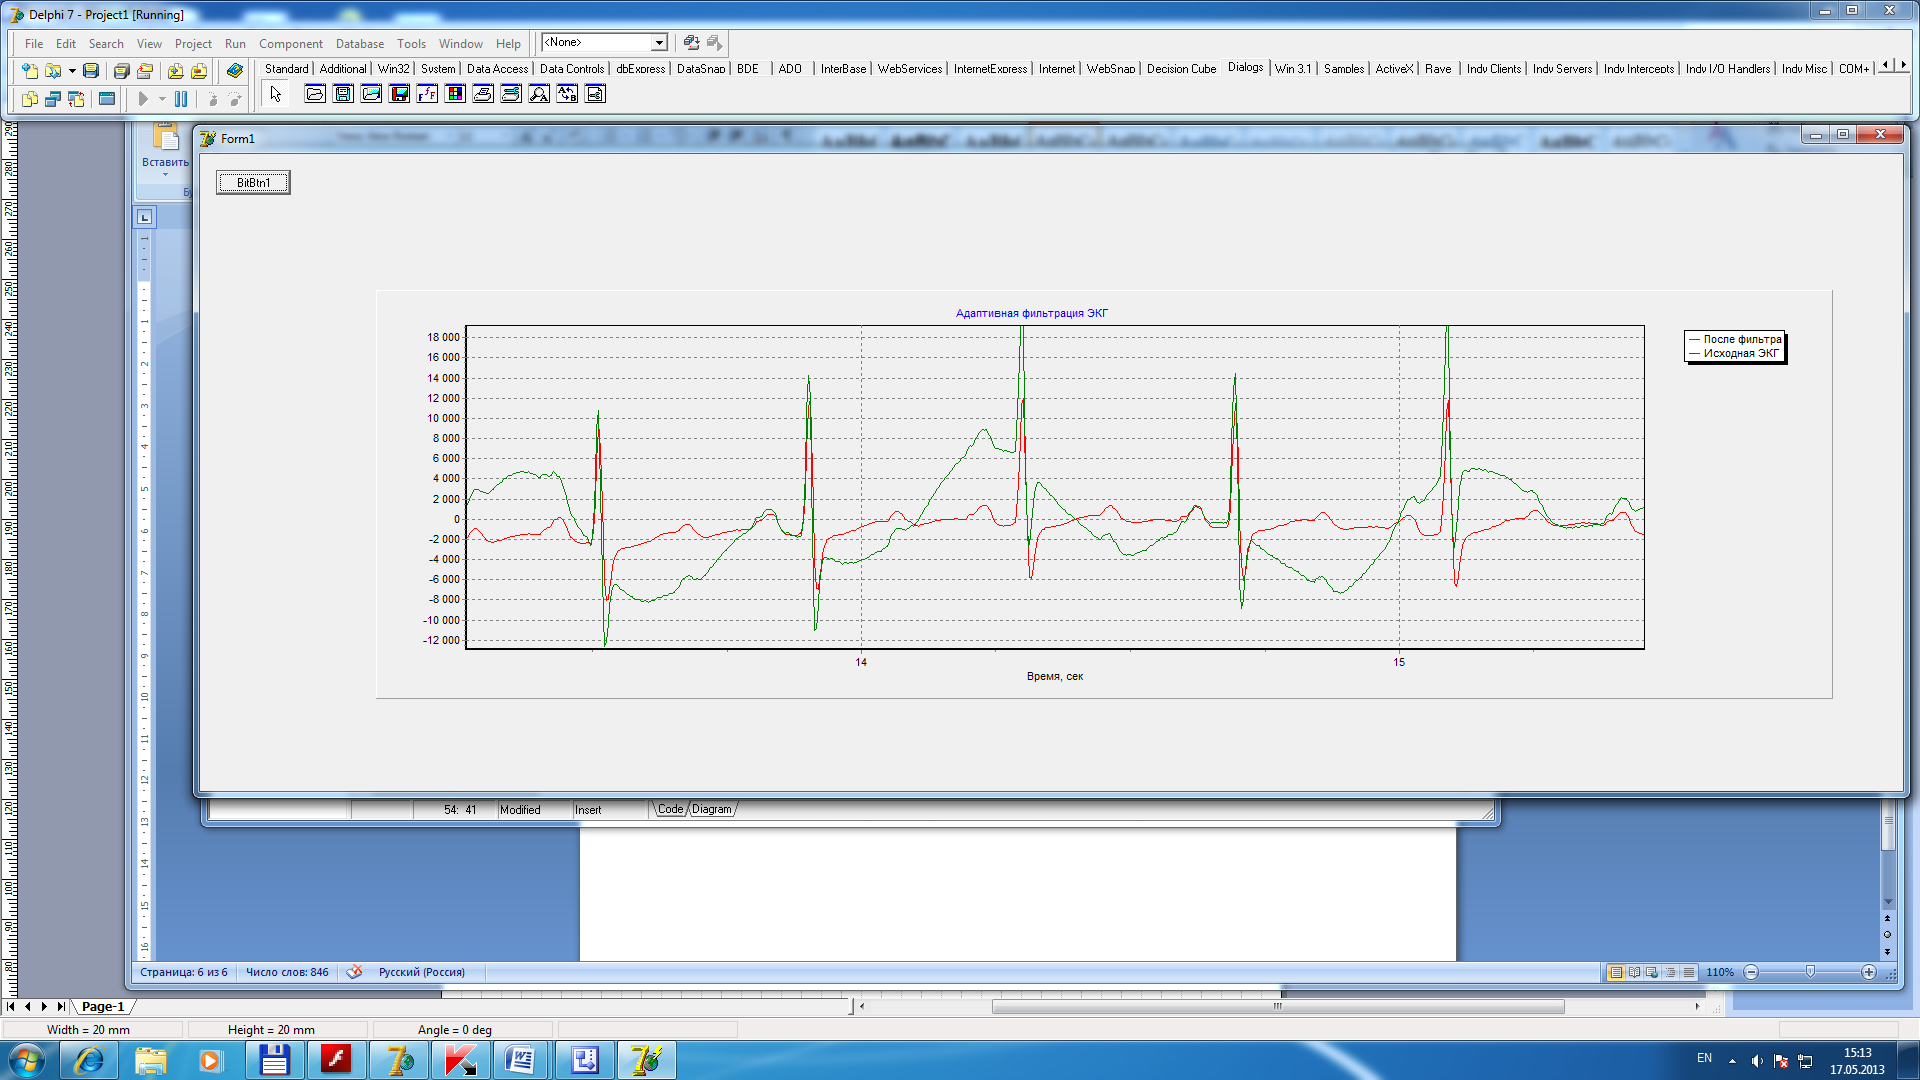 Delphi 7 - Project1 [Running]
File Edit Search View Project Run Component Database Tools Window Help <None>
Standard Additional Win32 System Data Access Data Controls dbExpress DataSnap BDE ADO InterBase WebServices InternetExpress Internet WebSnap Decision Cube Dialogs Win 3.1 Samples ActiveX Rave Indy Clients Indy Servers Indy Intercepts Indy I/O Handlers Indy Misc COM+
Form1
Вставить
BitBtn1
Адаптивная фильтрация ЭКГ
После фильтра
Исходная ЭКГ
18 000
16 000
14 000
12 000
10 000
8 000
6 000
4 000
2 000
0
-2 000
-4 000
-6 000
-8 000
-10 000
-12 000
14 15
Время, сек
54: 41 Modified Insert Code Diagram
Страница: 6 из 6 Число слов: 846 Русский (Россия) 110%
Page-1
Width = 20 mm Height = 20 mm Angle = 0 deg
EN 15:13
17.05.2013